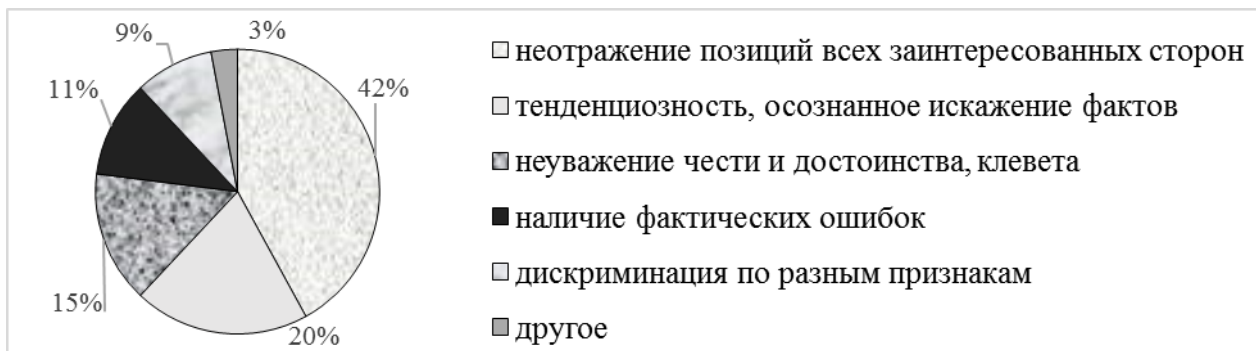 3%
9%
11%
42%
15%
20%
неотражение позиций всех заинтересованных сторон
тенденциозность, осознанное искажение фактов
неуважение чести и достоинства, клевета
наличие фактических ошибок
дискриминация по разным признакам
другое